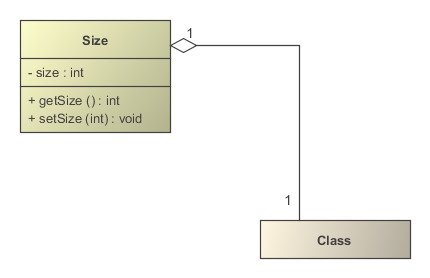 Size
1
- size : int
+ getSize () : int
+ setSize (int) : void
1
Class